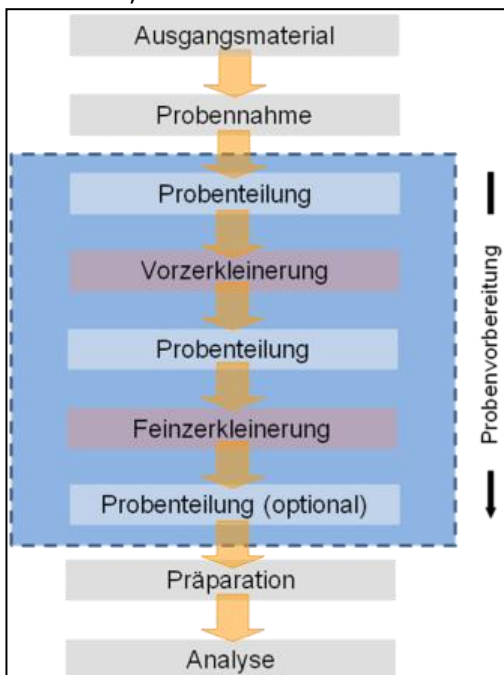 Ausgangsmaterial
Probennahme
Probenteilung
Vorzerkleinerung
Probenteilung
Feinzerkleinerung
Probenteilung (optional)
Präparation
Analyse
Probenvorbereitung